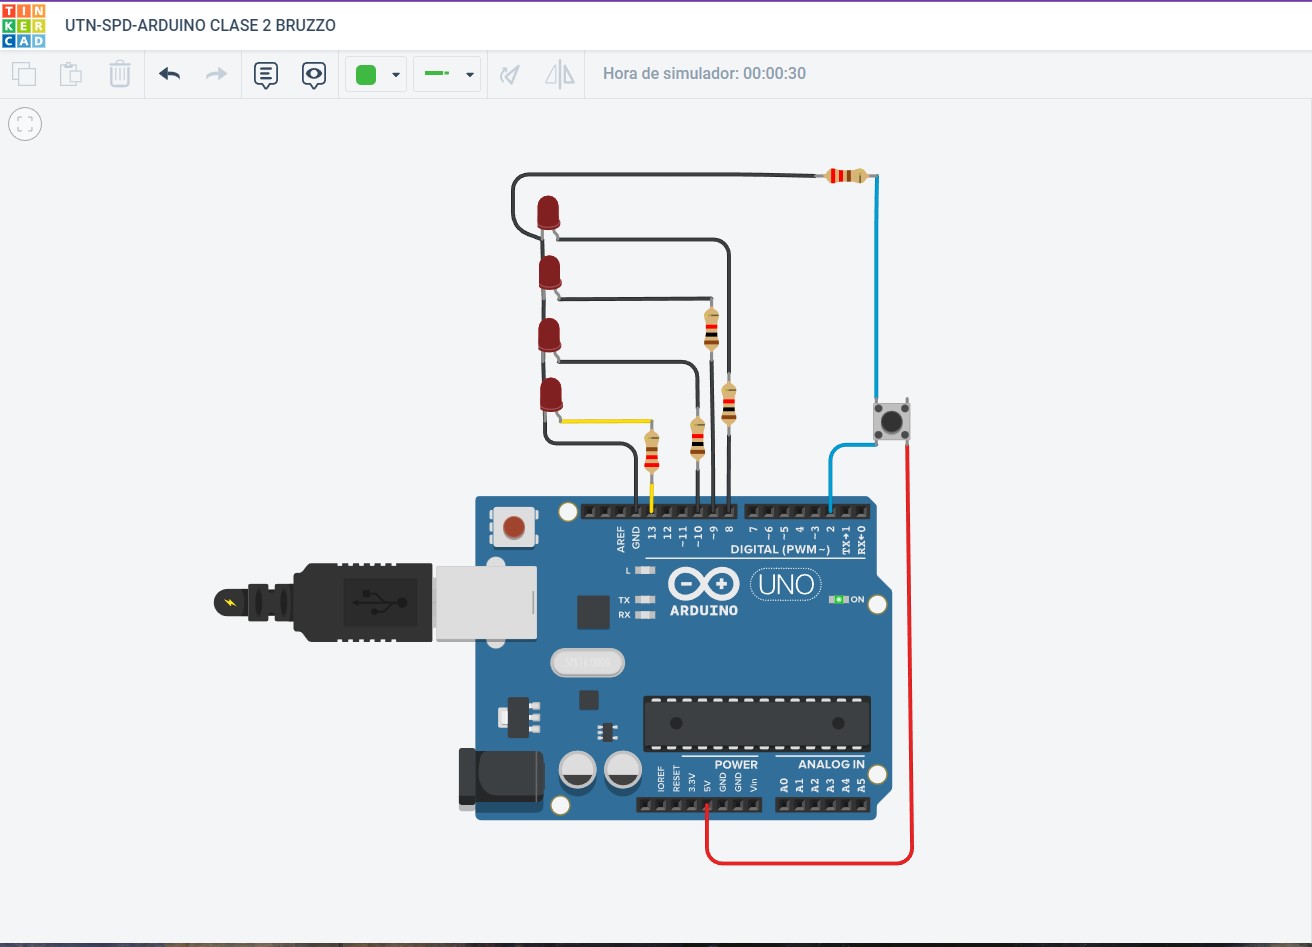 TIN
KER
CAD
UTN-SPD-ARDUINO CLASE 2 BRUZZO
Hora de simulador: 00:00:30
AREF
GND
13
12
~11
~10
~9
8
7
~6
~5
4
~3
2
TX→1
RX←0
DIGITAL (PWM~)
L
TX
RX
ARDUINO
UNO
ON
POWER
ANALOG IN
IOREF
RESET
3.3V
5V
GND
GND
Vin
A0
A1
A2
A3
A4
A5